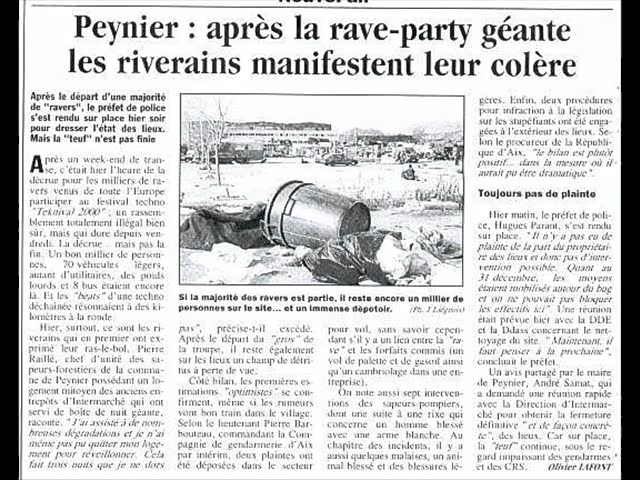 Peynier : après la rave-party géante
les riverains manifestent leur colère
Après le départ d'une majorité
de "ravers", le préfet de police
s'est rendu sur place hier soir
pour dresser l'état des lieux.
Mais la "teuf" n'est pas finie
Après un week-end de tran-
se, c'était hier l'heure de la
décrue pour les milliers de ra-
vers venus de toute l'Europe
participer au festival techno
"Teknival 2000"; un rassem-
blement totalement illégal bien
sûr, mais qui dure depuis ven-
dredi. La décrue... mais pas la
fin. Un bon millier de person-
nes, 70 véhicules légers,
autant d'utilitaires, des poids
lourds et 8 bus étaient encore
là. Et les "beats" d'une techno
déchaînée résonnaient à des ki-
lomètres à la ronde.
Hier, surtout, ce sont les ri-
verains qui en premier ont ex-
primé leur ras-le-bol. Pierre
Raillé, chef d'unité des sa-
peurs-forestiers de la commu-
ne de Peynier possédant un lo-
gement mitoyen des anciens en-
trepôts d'Intermarché qui ont
servi de boîte de nuit géante,
raconte. "J'ai assisté à de nom-
breuses dégradations et je n'ai
même pas pu quitter mon loge-
ment pour réveillonner. Cela
fait trois nuits que je ne dors
Si la majorité des ravers est partie, il reste encore un millier de
personnes sur le site... et un immense dépotoir.
(Ph. J Liégeois)
pas", précise-t-il excédé.
Après le départ du "gros" de
la troupe, il reste également
sur les lieux un champ de détri-
tus à perte de vue.
Côté bilan, les premières es-
timations "optimistes" se con-
firment, même si les rumeurs
vont bon train dans le village.
Selon le lieutenant Pierre Bar-
bouteau, commandant la Com-
pagnie de gendarmerie d'Aix
par intérim, deux plaintes ont
été déposées dans le secteur
pour vol, sans savoir cepen-
dant s'il y a un lien entre la "ra-
ve" et les forfaits commis (un
vol de palette et de gasoil ainsi
qu'un cambriolage dans une
entreprise).
On note aussi sept interven-
tions des sapeurs-pompiers,
dont une suite à une rixe qui
concerne un homme blessé
avec une arme blanche. Au
chapitre des incidents, il y a
aussi quelques malaises, un ani-
mal blessé et des blessures lé-
gères. Enfin, deux procédures
pour infraction à la législation
sur les stupéfiants ont été enga-
gées à l'extérieur des lieux. Se-
lon le procureur de la Républi-
que d'Aix, "le bilan est plutôt
positif... dans la mesure où il
aurait pu être dramatique".
Toujours pas de plainte
Hier matin, le préfet de poli-
ce, Hugues Parant, s'est rendu
sur place. "Il n'y a pas eu de
plainte de la part du propriétai-
re des lieux et donc pas d'inter-
vention possible. Quant au
31 décembre, les moyens
étaient mobilisés autour du bug
et on ne pouvait pas bloquer
les effectifs ici". Une réunion
était prévue hier avec la DDE
et la Ddass concernant le net-
toyage du site. "Maintenant, il
faut penser à la prochaine",
concluait le préfet.
Un avis partagé par le maire
de Peynier, André Samat, qui
a demandé une réunion rapide
avec la Direction d'Intermar-
ché pour obtenir la fermeture
définitive "et de façon concrè-
te", des lieux. Car sur place,
la "teuf" continue, sous le re-
gard impuissant des gendarmes
et des CRS.
Olivier LAFONT